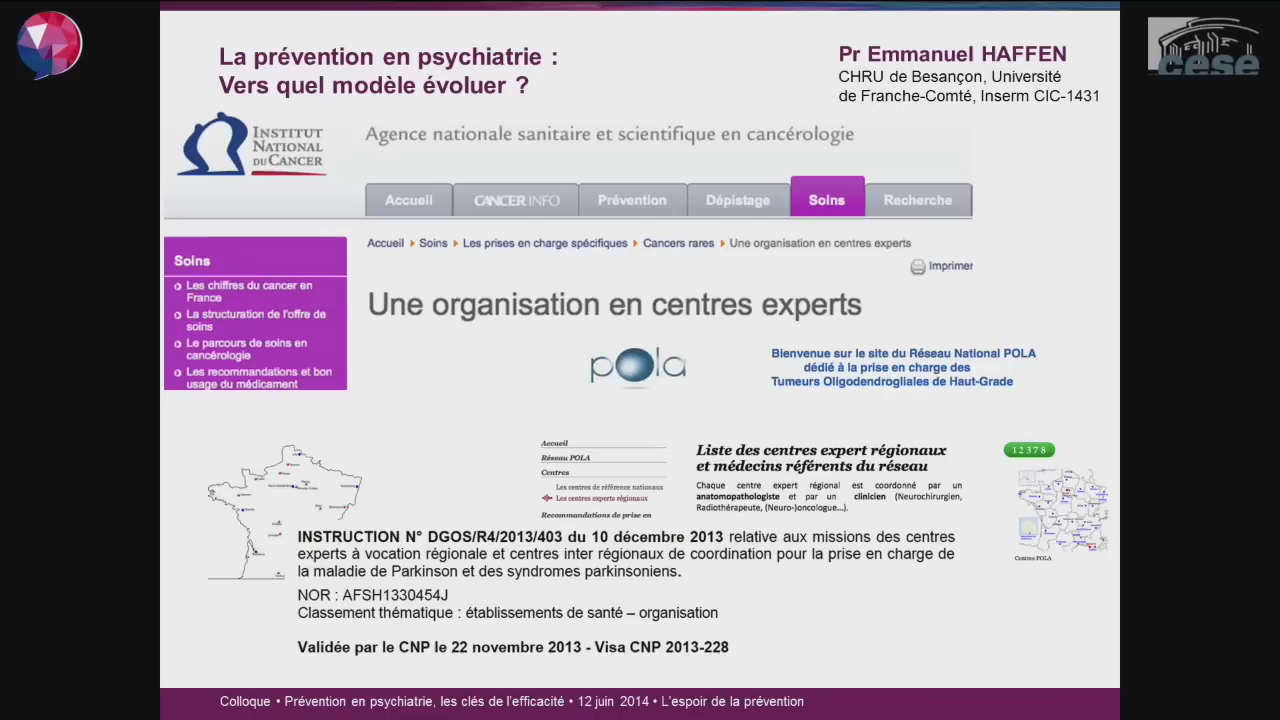 La prévention en psychiatrie :
Vers quel modèle évoluer ?
Pr Emmanuel HAFFEN
CHRU de Besançon, Université
de Franche-Comté, Inserm CIC-1431
cese
INSTITUT
NATIONAL
DU CANCER
Agence nationale sanitaire et scientifique en cancérologie
Accueil
CANCER INFO
Prévention
Dépistage
Soins
Recherche
Accueil Soins Les prises en charge spécifiques Cancers rares Une organisation en centres experts
Imprimer
Soins
Les chiffres du cancer en
France
La structuration de l'offre de
soins
Le parcours de soins en
cancérologie
Les recommandations et bon
usage du médicament
Une organisation en centres experts
pola
Bienvenue sur le site du Réseau National POLA
dédié à la prise en charge des
Tumeurs Oligodendrogliales de Haut-Grade
Accueil
Réseau POLA
Centres
Les centres de référence nationaux
Les centres experts régionaux
Recommandations de prise en
Liste des centres expert régionaux
et médecins référents du réseau
Chaque centre expert régional est coordonné par un
anatomopathologiste et par un clinicien (Neurochirurgien,
Radiothérapeute, (Neuro-)oncologue...).
12378
Centres POLA
INSTRUCTION N° DGOS/R4/2013/403 du 10 décembre 2013 relative aux missions des centres
experts à vocation régionale et centres inter régionaux de coordination pour la prise en charge de
la maladie de Parkinson et des syndromes parkinsoniens.
NOR : AFSH1330454J
Classement thématique : établissements de santé – organisation
Validée par le CNP le 22 novembre 2013 - Visa CNP 2013-228
Colloque • Prévention en psychiatrie, les clés de l'efficacité • 12 juin 2014 • L'espoir de la prévention